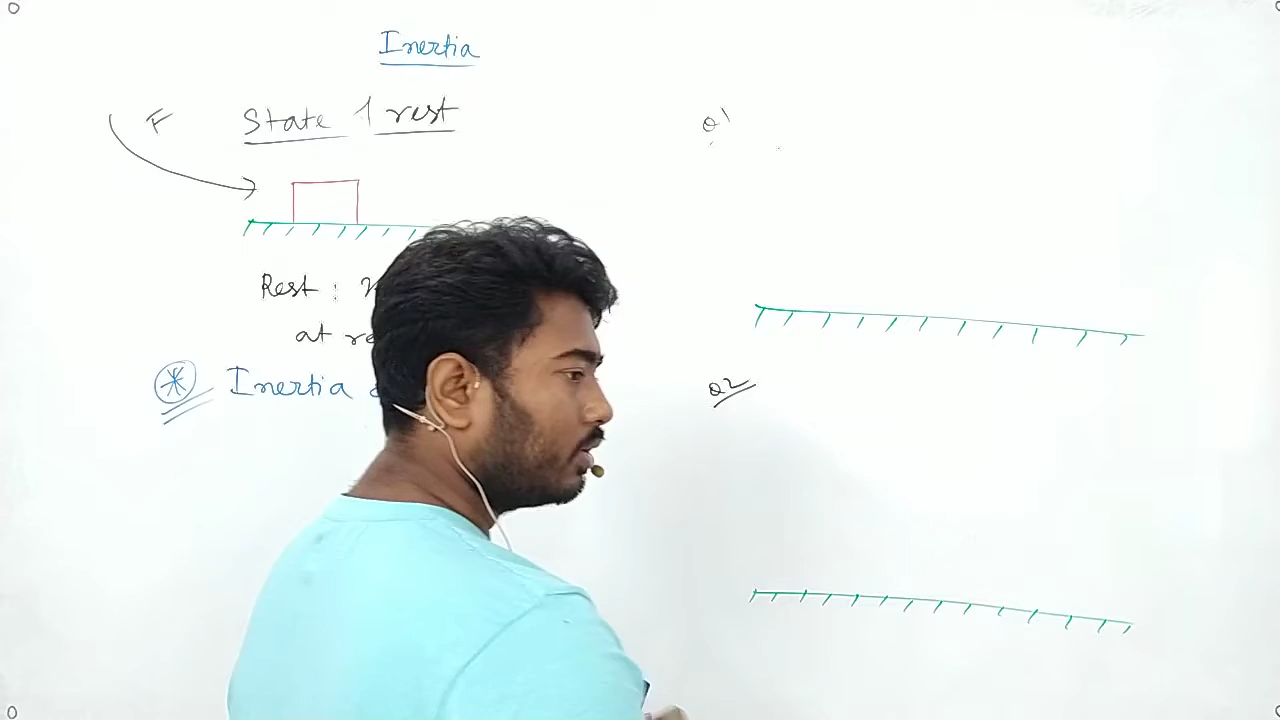 Inertia
F
State of rest
Rest :
at
Inertia
Q1
Q2